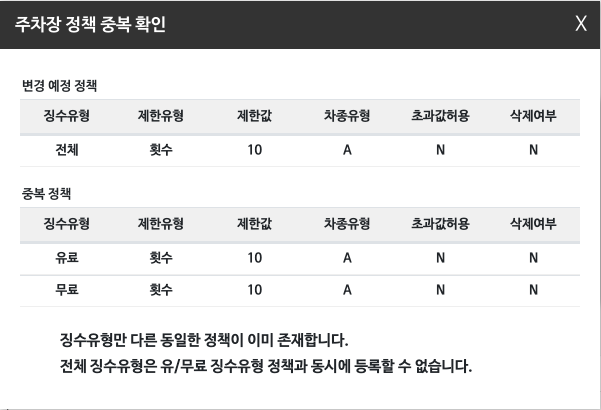 주차장 정책 중복 확인 X
변경 예정 정책
징수유형 제한유형 제한값 차종유형 초과값허용 삭제여부
전체 횟수 10 A N N
중복 정책
징수유형 제한유형 제한값 차종유형 초과값허용 삭제여부
유료 횟수 10 A N N
무료 횟수 10 A N N
징수유형만 다른 동일한 정책이 이미 존재합니다.
전체 징수유형은 유/무료 징수유형 정책과 동시에 등록할 수 없습니다.